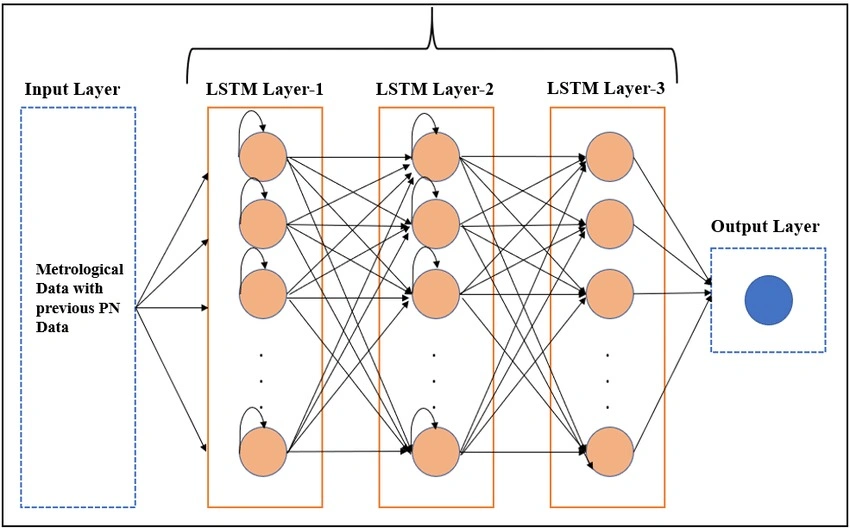 Input Layer
LSTM Layer-1
LSTM Layer-2
LSTM Layer-3
Metrological
Data with
previous PN
Data
Output Layer